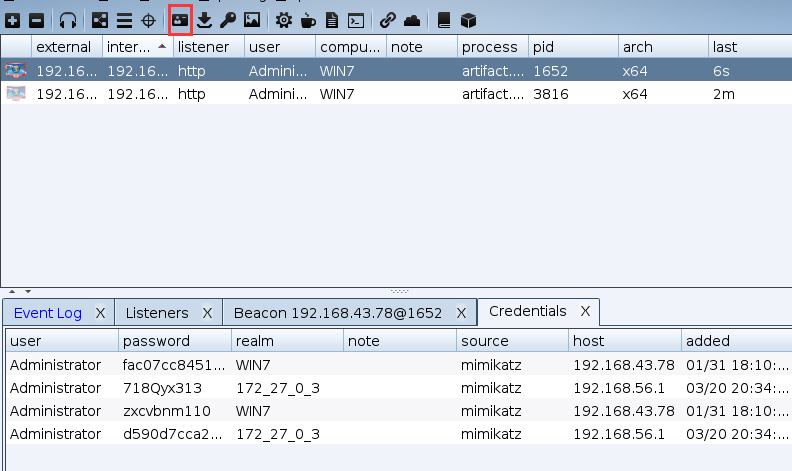 external inter... listener user compu... note process pid arch last
192.16... 192.16... http Admini... WIN7 artifact.... 1652 x64 6s
192.16... 192.16... http Admini... WIN7 artifact.... 3816 x64 2m
Event Log X Listeners X Beacon 192.168.43.78@1652 X Credentials X
user password realm note source host added
Administrator fac07cc8451... WIN7 mimikatz 192.168.43.78 01/31 18:10:...
Administrator 718Qyx313 172_27_0_3 mimikatz 192.168.56.1 03/20 20:34:...
Administrator zxcvbnm110 WIN7 mimikatz 192.168.43.78 01/31 18:10:...
Administrator d590d7cca2... 172_27_0_3 mimikatz 192.168.56.1 03/20 20:34:...